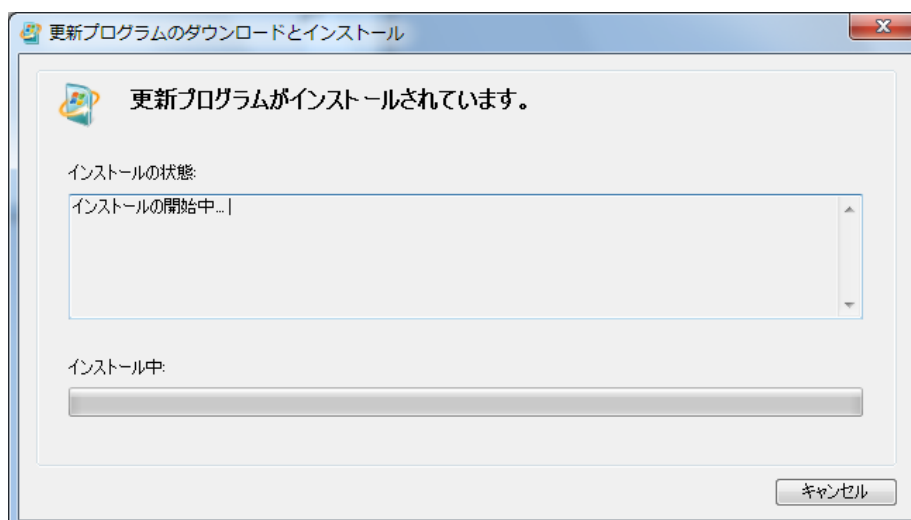 更新プログラムのダウンロードとインストール
更新プログラムがインストールされています。
インストールの状態:
インストールの開始中...
インストール中:
キャンセル